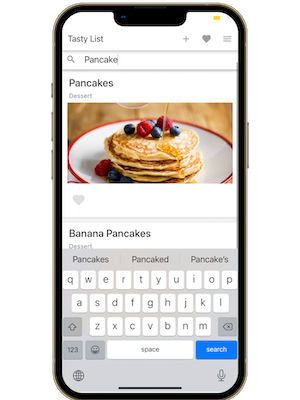 Tasty List
Pancake
Pancakes
Dessert
Banana Pancakes
Dessert
Pancakes Pancaked Pancake's
q w e r t y u i o p
a s d f g h j k l
z x c v b n m
123 space search